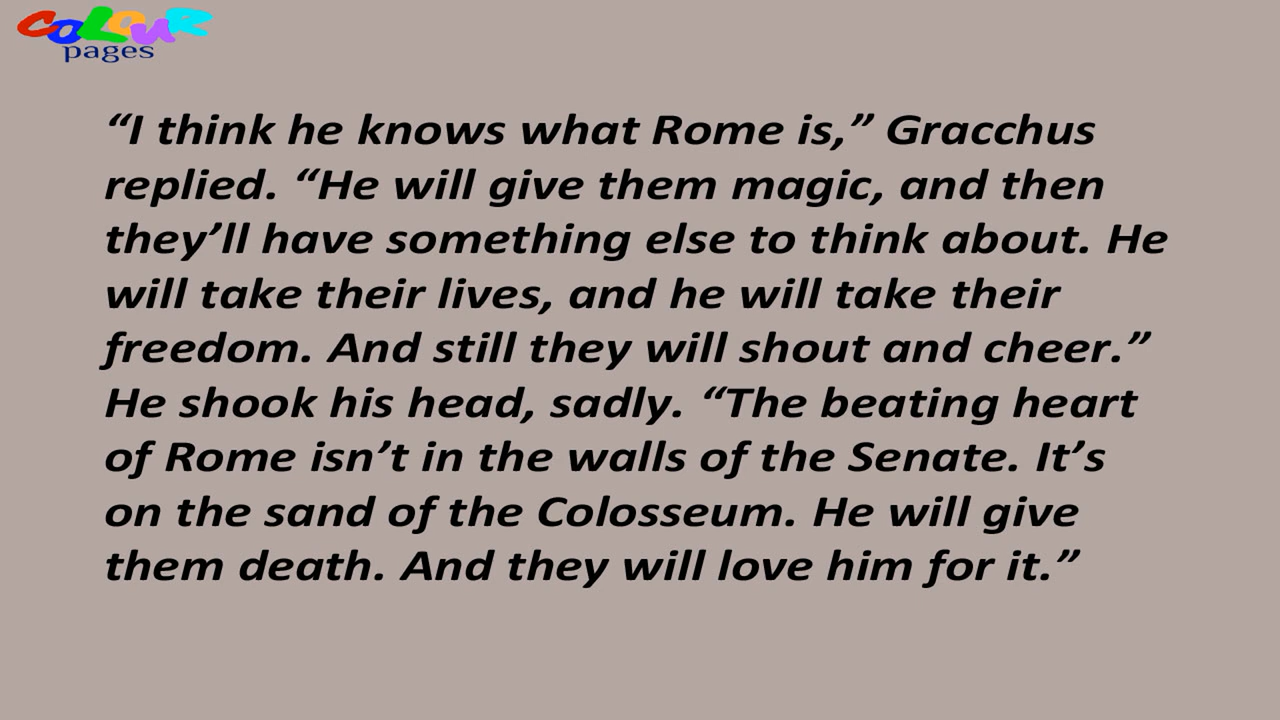 COLOUR
pages
“I think he knows what Rome is,” Gracchus
replied. “He will give them magic, and then
they’ll have something else to think about. He
will take their lives, and he will take their
freedom. And still they will shout and cheer.”
He shook his head, sadly. “The beating heart
of Rome isn’t in the walls of the Senate. It’s
on the sand of the Colosseum. He will give
them death. And they will love him for it.”